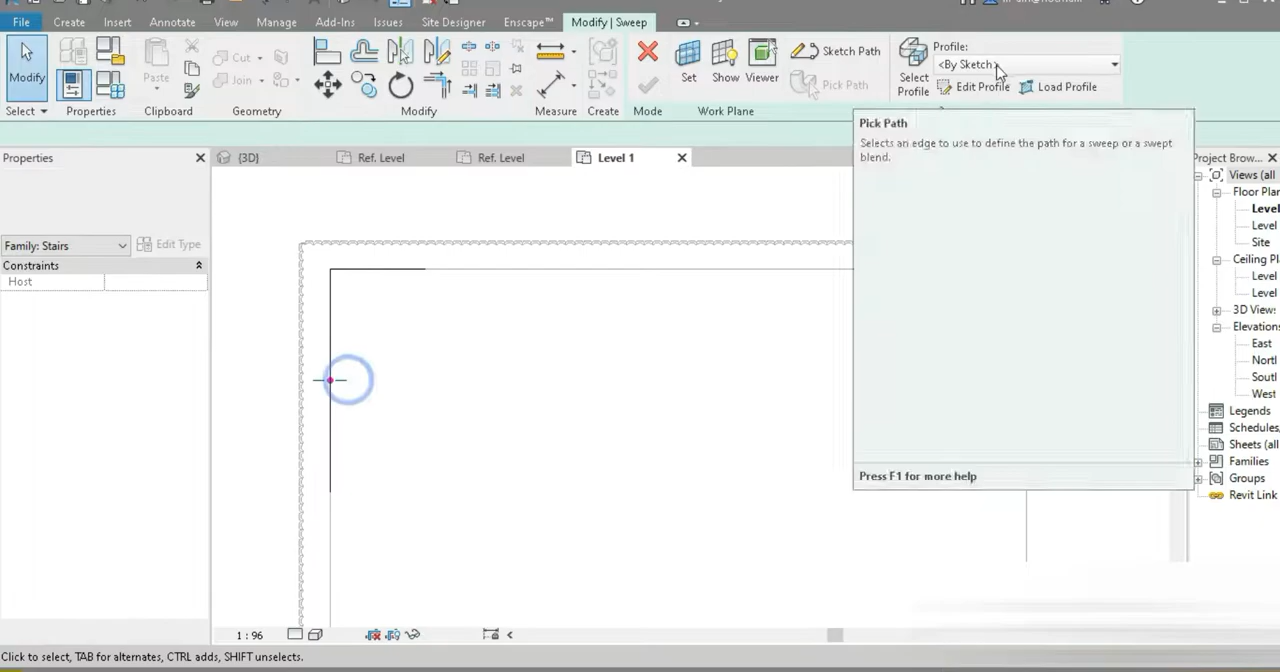 File
Create
Insert
Annotate
View
Manage
Add-Ins
Issues
Site Designer
Enscape™
Modify | Sweep
Modify
Paste
Cut
Join
Set
Show
Viewer
Sketch Path
Pick Path
Select
Profile
Profile:
<By Sketch>
Edit Profile
Load Profile
Select
Properties
Clipboard
Geometry
Modify
Measure
Create
Mode
Work Plane
Pick Path
Selects an edge to use to define the path for a sweep or a swept
blend.
Press F1 for more help
Properties
{3D}
Ref. Level
Ref. Level
Level 1
Family: Stairs
Edit Type
Constraints
Host
Project Brow...
Views (all
Floor Plan
Level
Level
Site
Ceiling Pl
Level
Level
3D View:
Elevations
East
North
South
West
Legends
Schedules,
Sheets (all
Families
Groups
Revit Link
1 : 96
Click to select, TAB for alternates, CTRL adds, SHIFT unselects.